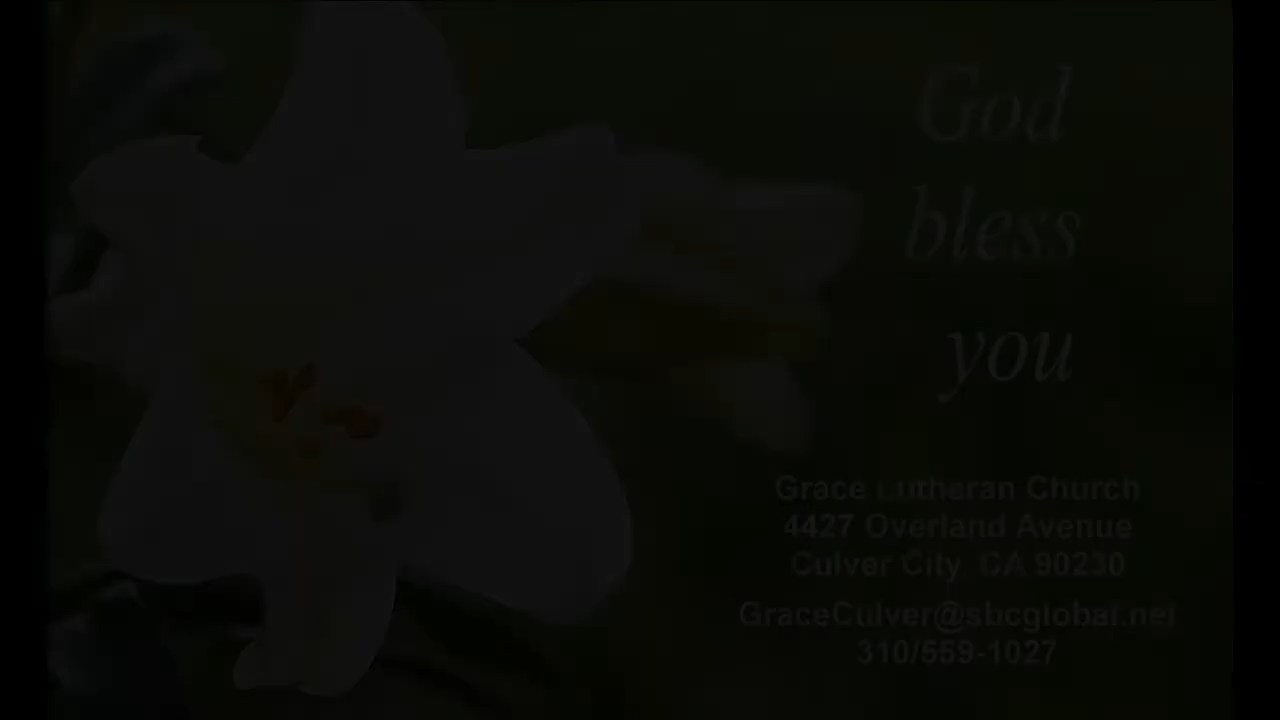 God
bless
you
Grace Lutheran Church
4427 Overland Avenue
Culver City, CA 90230
GraceCulver@sbcglobal.net
310/559-1027